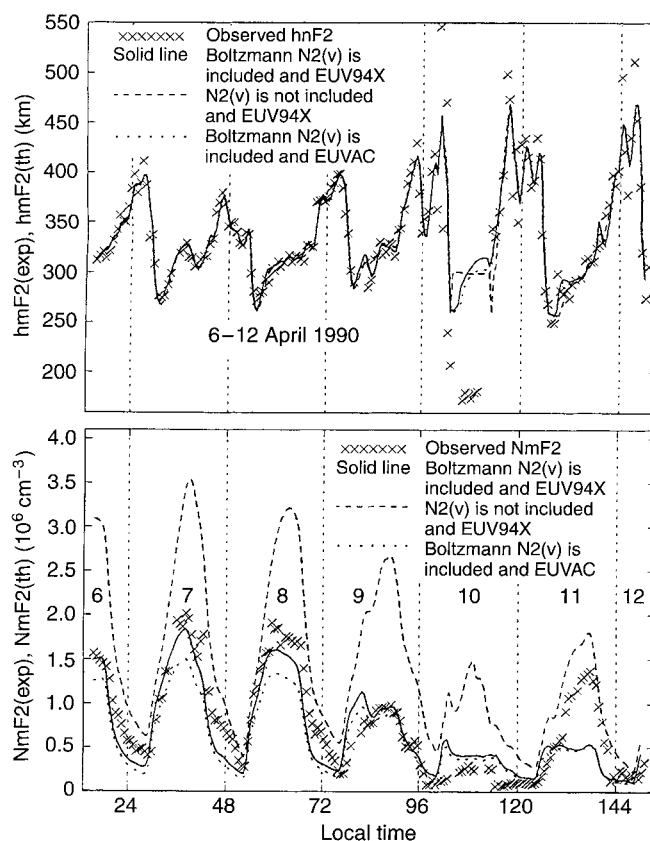 550
500
450
400
350
300
250
200
hmF2(exp), hmF2(th) (km)
×××××× Observed hnF2
Solid line Boltzmann N2(v) is
included and EUV94X
N2(v) is not included
and EUV94X
Boltzmann N2(v) is
included and EUVAC
6–12 April 1990
4.0
3.5
3.0
2.5
2.0
1.5
1.0
0.5
0
NmF2(exp), NmF2(th) (10⁶ cm⁻³)
×××××××× Observed NmF2
Solid line Boltzmann N2(v) is
included and EUV94X
N2(v) is not included
and EUV94X
Boltzmann N2(v) is
included and EUVAC
6 7 8 9 10 11 12
24 48 72 96 120 144
Local time